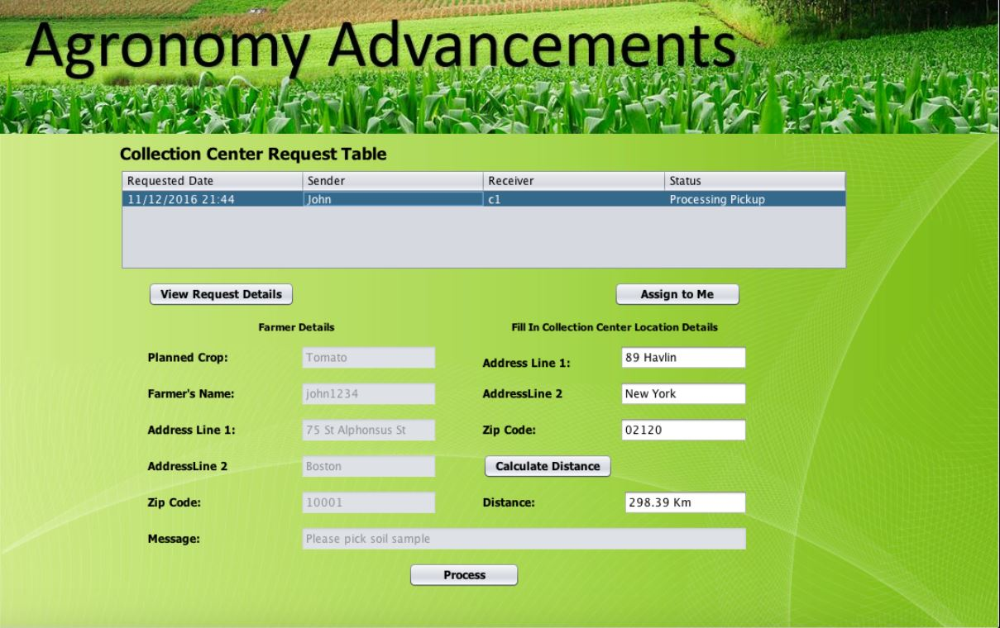 Agronomy Advancements
Collection Center Request Table
Requested Date Sender Receiver Status
11/12/2016 21:44 John c1 Processing Pickup
View Request Details Assign to Me
Farmer Details Fill In Collection Center Location Details
Planned Crop: Tomato Address Line 1: 89 Havlin
Farmer's Name: john1234 AddressLine 2 New York
Address Line 1: 75 St Alphonsus St Zip Code: 02120
AddressLine 2 Boston Calculate Distance
Zip Code: 10001 Distance: 298.39 Km
Message: Please pick soil sample
Process